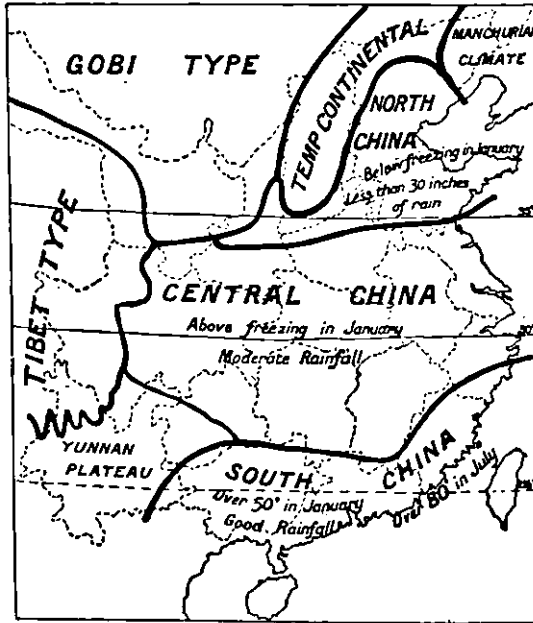 GOBI TYPE
TEMP CONTINENTAL
MANCHURIAN
CLIMATE
NORTH
CHINA
Below freezing in January
Less than 30 inches
of rain
35°
TIBET TYPE
CENTRAL CHINA
Above freezing in January
30°
Moderate Rainfall
YUNNAN
PLATEAU
SOUTH CHINA
Over 50° in January
Good Rainfall
Over 80 in July